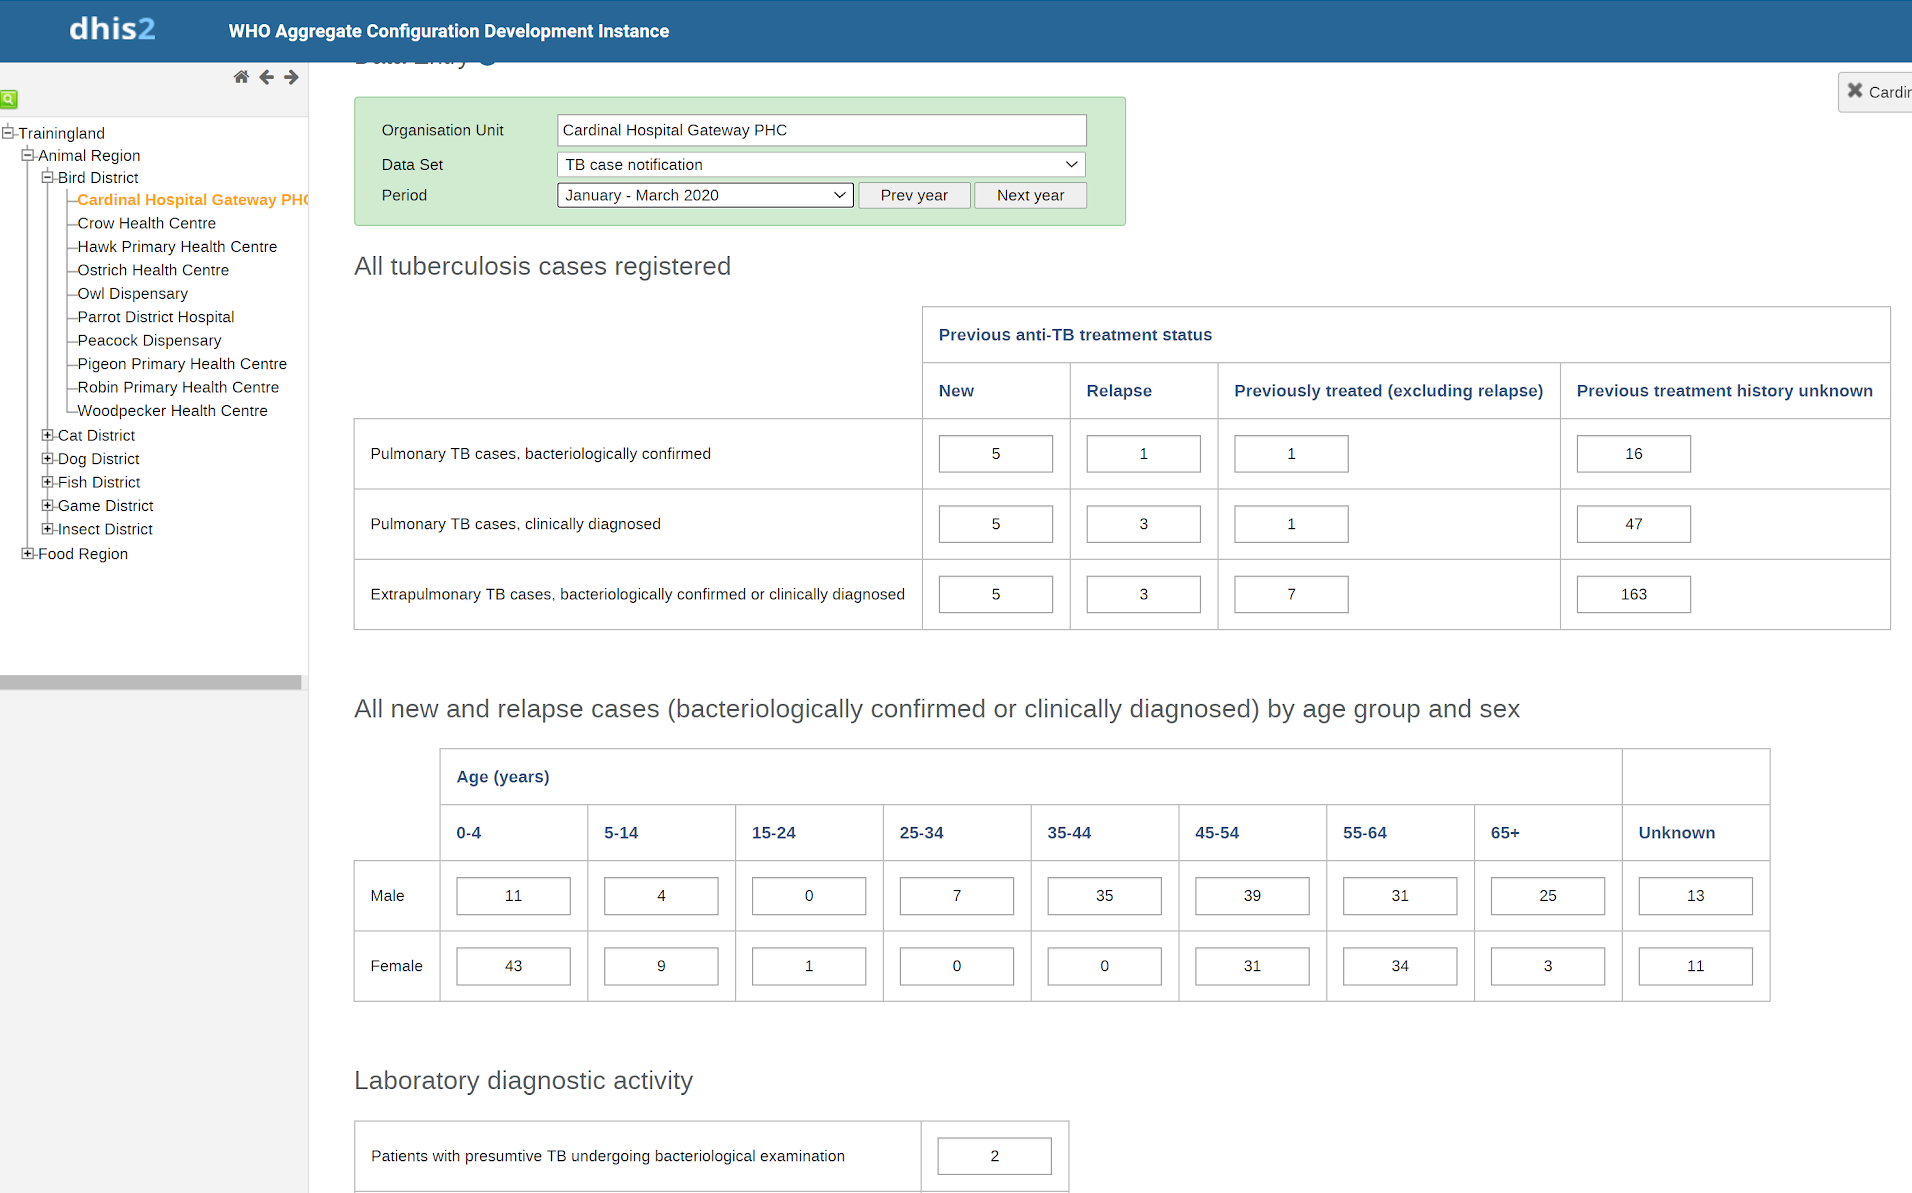 dhis2
WHO Aggregate Configuration Development Instance
Data Entry
Cardin
Trainingland
Animal Region
Bird District
Cardinal Hospital Gateway PHC
Crow Health Centre
Hawk Primary Health Centre
Ostrich Health Centre
Owl Dispensary
Parrot District Hospital
Peacock Dispensary
Pigeon Primary Health Centre
Robin Primary Health Centre
Woodpecker Health Centre
Cat District
Dog District
Fish District
Game District
Insect District
Food Region
Organisation Unit Cardinal Hospital Gateway PHC
Data Set TB case notification
Period January - March 2020 Prev year Next year
All tuberculosis cases registered
Previous anti-TB treatment status
New Relapse Previously treated (excluding relapse) Previous treatment history unknown
Pulmonary TB cases, bacteriologically confirmed 5 1 1 16
Pulmonary TB cases, clinically diagnosed 5 3 1 47
Extrapulmonary TB cases, bacteriologically confirmed or clinically diagnosed 5 3 7 163
All new and relapse cases (bacteriologically confirmed or clinically diagnosed) by age group and sex
Age (years)
0-4 5-14 15-24 25-34 35-44 45-54 55-64 65+ Unknown
Male 11 4 0 7 35 39 31 25 13
Female 43 9 1 0 0 31 34 3 11
Laboratory diagnostic activity
Patients with presumtive TB undergoing bacteriological examination 2